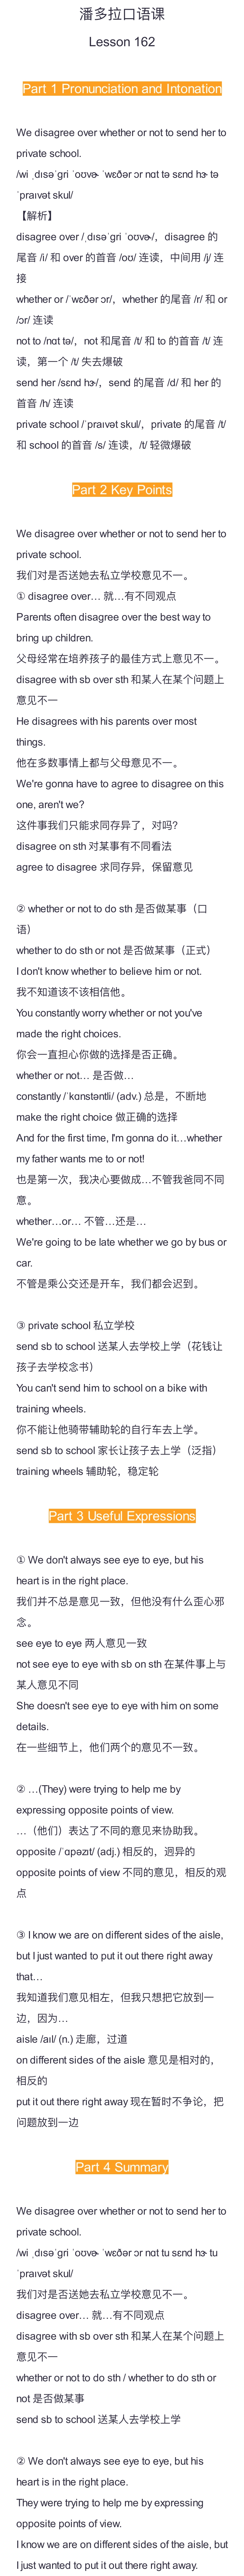 潘多拉口语课
Lesson 162
Part 1 Pronunciation and Intonation
We disagree over whether or not to send her to
private school.
/wi ˌdɪsəˈɡri ˈoʊvɚ ˈwɛðər ɔr nɑt tə sɛnd hɝ tə
ˈpraɪvət skul/
【解析】
disagree over /ˌdɪsəˈɡri ˈoʊvɚ/，disagree 的
尾音 /i/ 和 over 的首音 /oʊ/ 连读，中间用 /j/ 连
接
whether or /ˈwɛðər ɔr/，whether 的尾音 /r/ 和 or
/ɔr/ 连读
not to /nɑt tə/，not 和尾音 /t/ 和 to 的首音 /t/ 连
读，第一个 /t/ 失去爆破
send her /sɛnd hɝ/，send 的尾音 /d/ 和 her 的
首音 /h/ 连读
private school /ˈpraɪvət skul/，private 的尾音 /t/
和 school 的首音 /s/ 连读，/t/ 轻微爆破
Part 2 Key Points
We disagree over whether or not to send her to
private school.
我们对是否送她去私立学校意见不一。
① disagree over… 就…有不同观点
Parents often disagree over the best way to
bring up children.
父母经常在培养孩子的最佳方式上意见不一。
disagree with sb over sth 和某人在某个问题上
意见不一
He disagrees with his parents over most
things.
他在多数事情上都与父母意见不一。
We're gonna have to agree to disagree on this
one, aren't we?
这件事我们只能求同存异了，对吗?
disagree on sth 对某事有不同看法
agree to disagree 求同存异，保留意见
② whether or not to do sth 是否做某事（口
语）
whether to do sth or not 是否做某事（正式）
I don't know whether to believe him or not.
我不知道该不该相信他。
You constantly worry whether or not you've
made the right choices.
你会一直担心你做的选择是否正确。
whether or not… 是否做…
constantly /ˈkɑnstəntli/ (adv.) 总是，不断地
make the right choice 做正确的选择
And for the first time, I'm gonna do it…whether
my father wants me to or not!
也是第一次，我决心要做成…不管我爸同不同
意。
whether…or… 不管…还是…
We're going to be late whether we go by bus or
car.
不管是乘公交还是开车，我们都会迟到。
③ private school 私立学校
send sb to school 送某人去学校上学（花钱让
孩子去学校念书）
You can't send him to school on a bike with
training wheels.
你不能让他骑带辅助轮的自行车去上学。
send sb to school 家长让孩子去上学（泛指）
training wheels 辅助轮，稳定轮
Part 3 Useful Expressions
① We don't always see eye to eye, but his
heart is in the right place.
我们并不总是意见一致，但他没有什么歪心邪
念。
see eye to eye 两人意见一致
not see eye to eye with sb on sth 在某件事上与
某人意见不同
She doesn't see eye to eye with him on some
details.
在一些细节上，他们两个的意见不一致。
② …(They) were trying to help me by
expressing opposite points of view.
…（他们）表达了不同的意见来协助我。
opposite /ˈɑpəzɪt/ (adj.) 相反的，迥异的
opposite points of view 不同的意见，相反的观
点
③ I know we are on different sides of the aisle,
but I just wanted to put it out there right away
that…
我知道我们意见相左，但我只想把它放到一
边，因为…
aisle /aɪl/ (n.) 走廊，过道
on different sides of the aisle 意见是相对的，
相反的
put it out there right away 现在暂时不争论，把
问题放到一边
Part 4 Summary
We disagree over whether or not to send her to
private school.
/wi ˌdɪsəˈɡri ˈoʊvɚ ˈwɛðər ɔr nɑt tu sɛnd hɝ tu
ˈpraɪvət skul/
我们对是否送她去私立学校意见不一。
disagree over… 就…有不同观点
disagree with sb over sth 和某人在某个问题上
意见不一
whether or not to do sth / whether to do sth or
not 是否做某事
send sb to school 送某人去学校上学
② We don't always see eye to eye, but his
heart is in the right place.
They were trying to help me by expressing
opposite points of view.
I know we are on different sides of the aisle, but
I just wanted to put it out there right away.